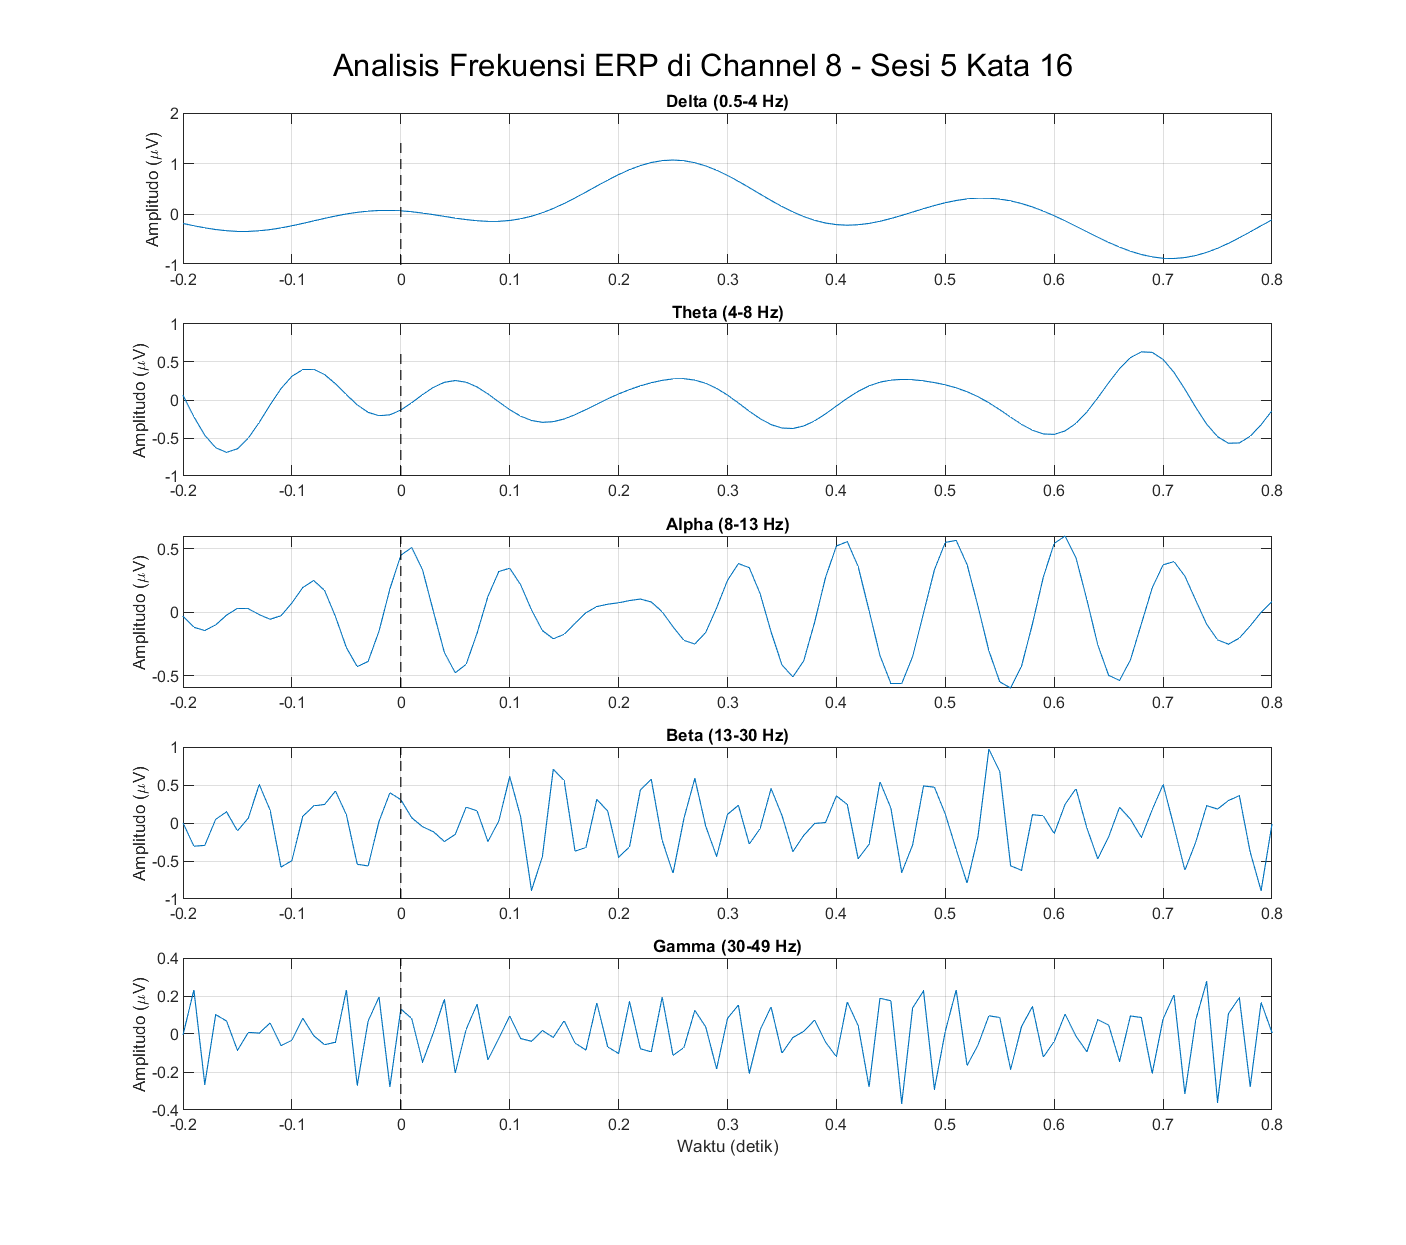 Analisis Frekuensi ERP di Channel 8 - Sesi 5 Kata 16
Delta (0.5-4 Hz)
Amplitudo (μV)
2
1
0
-1
-0.2 -0.1 0 0.1 0.2 0.3 0.4 0.5 0.6 0.7 0.8
Theta (4-8 Hz)
Amplitudo (μV)
1
0.5
0
-0.5
-1
-0.2 -0.1 0 0.1 0.2 0.3 0.4 0.5 0.6 0.7 0.8
Alpha (8-13 Hz)
Amplitudo (μV)
0.5
0
-0.5
-0.2 -0.1 0 0.1 0.2 0.3 0.4 0.5 0.6 0.7 0.8
Beta (13-30 Hz)
Amplitudo (μV)
1
0.5
0
-0.5
-1
-0.2 -0.1 0 0.1 0.2 0.3 0.4 0.5 0.6 0.7 0.8
Gamma (30-49 Hz)
Amplitudo (μV)
0.4
0.2
0
-0.2
-0.4
-0.2 -0.1 0 0.1 0.2 0.3 0.4 0.5 0.6 0.7 0.8
Waktu (detik)